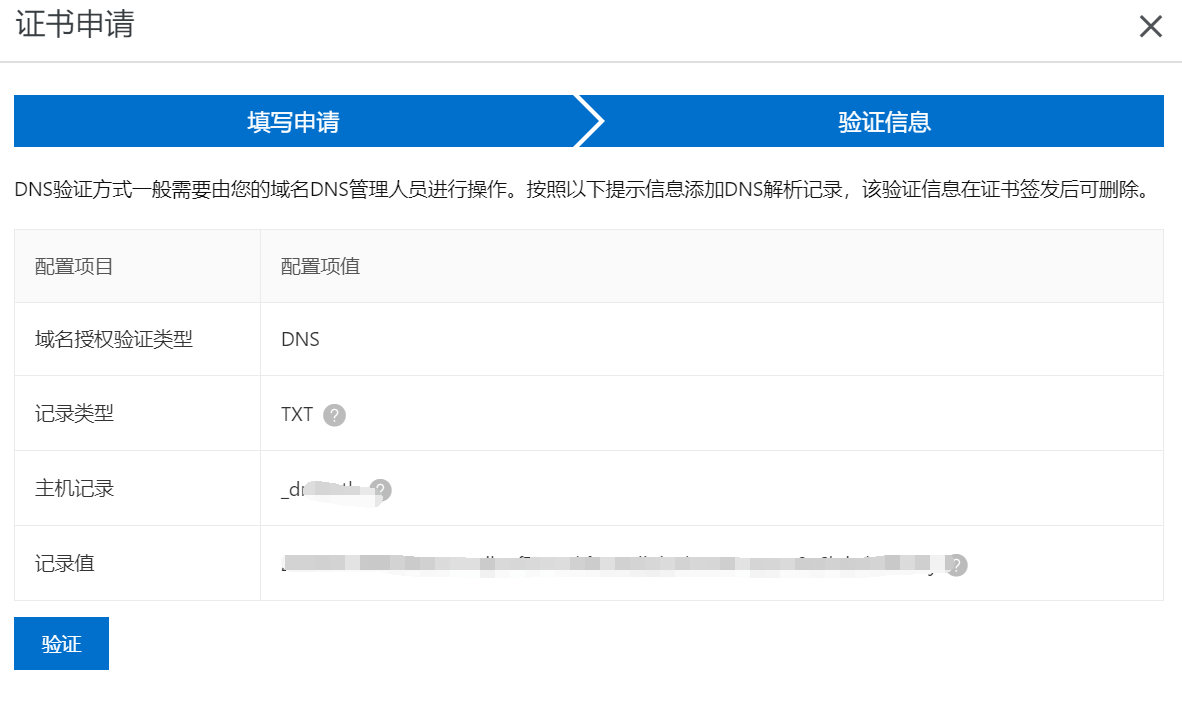 证书申请
填写申请
验证信息
DNS验证方式一般需要由您的域名DNS管理人员进行操作。按照以下提示信息添加DNS解析记录，该验证信息在证书签发后可删除。
配置项目 配置项值
域名授权验证类型 DNS
记录类型 TXT ?
主机记录 ?
记录值 ?
验证